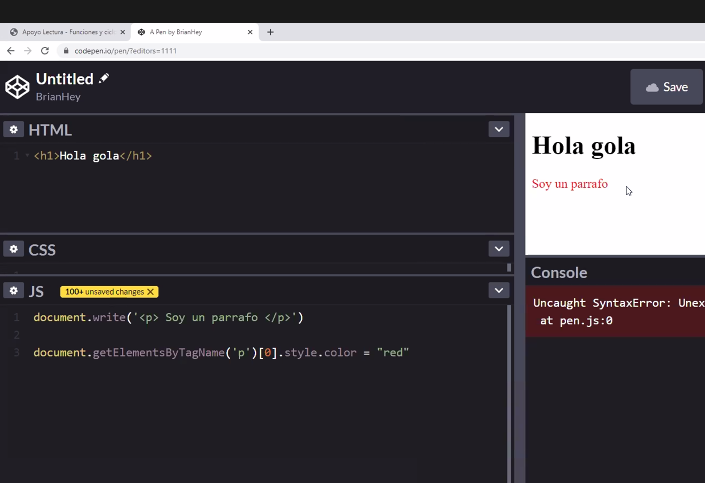 Apoyo Lectura - Funciones y cicl
A Pen by BrianHey
codepen.io/pen/?editors=1111
Untitled
BrianHey
Save
HTML
1 <h1>Hola gola</h1>
CSS
JS 100+ unsaved changes X
1 document.write('<p> Soy un parrafo </p>')
2
3 document.getElementsByTagName('p')[0].style.color = "red"
Hola gola
Soy un parrafo
Console
Uncaught SyntaxError: Unex
at pen.js:0